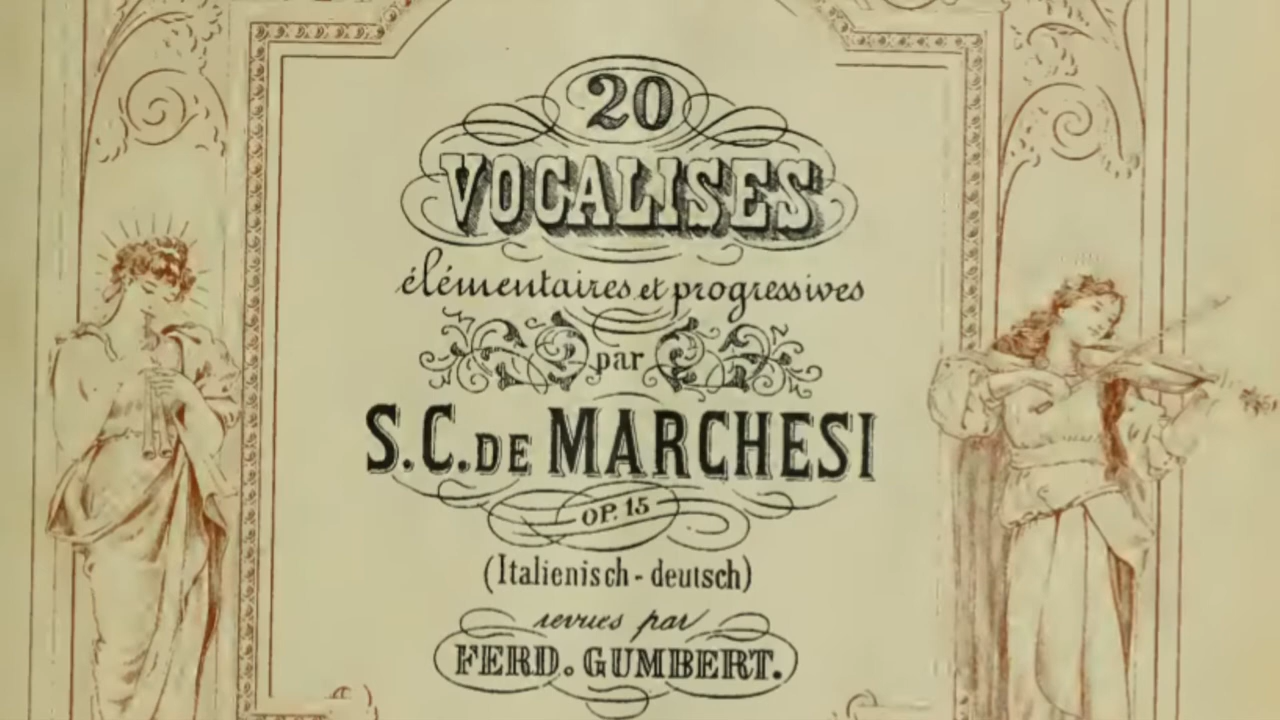 20
VOCALISES
élémentaires et progressives
par
S.C. DE MARCHESI
OP. 15
(Italienisch - deutsch)
revues par
FERD. GUMBERT.